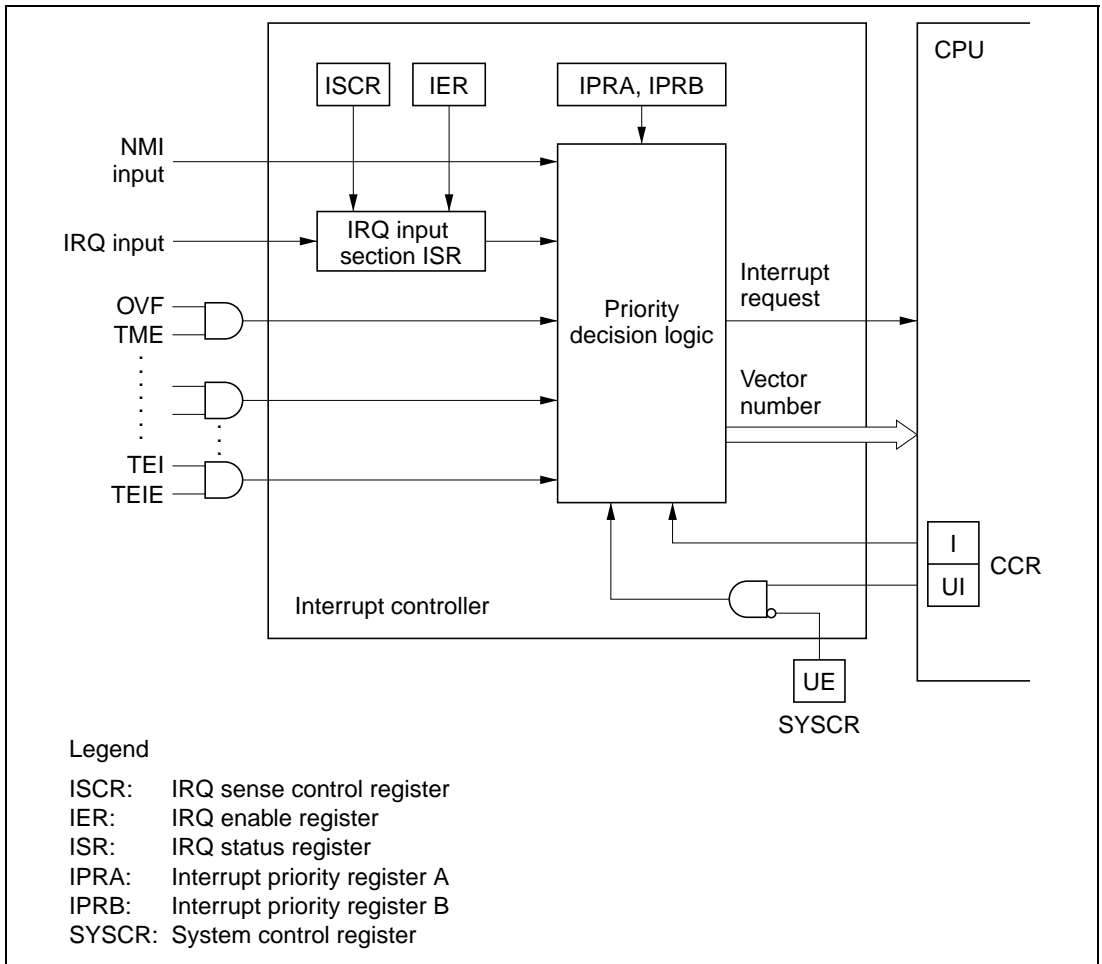 CPU
ISCR
IER
IPRA, IPRB
NMI
input
IRQ input
IRQ input
section ISR
OVF
TME
Priority
decision logic
Interrupt
request
Vector
number
TEI
TEIE
I
UI
CCR
Interrupt controller
UE
SYSCR
Legend
ISCR: IRQ sense control register
IER: IRQ enable register
ISR: IRQ status register
IPRA: Interrupt priority register A
IPRB: Interrupt priority register B
SYSCR: System control register